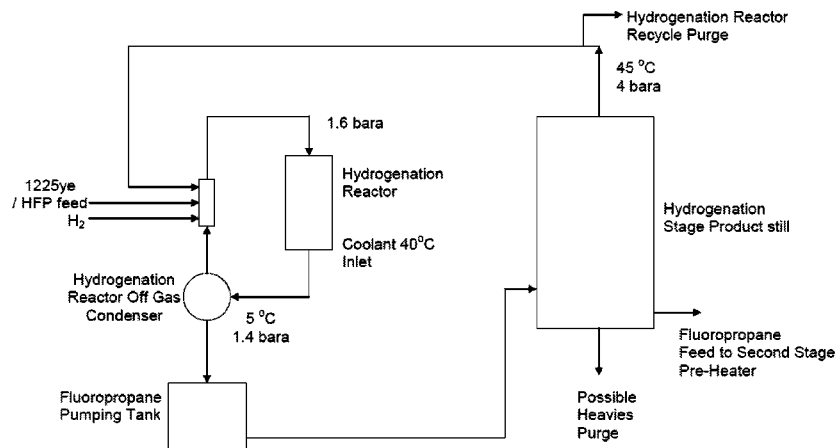 Hydrogenation Reactor
Recycle Purge
45 °C
4 bara
1.6 bara
Hydrogenation
Reactor
1225ye
/ HFP feed
H2
Coolant 40°C
Inlet
Hydrogenation
Stage Product still
Hydrogenation
Reactor Off Gas
Condenser
5 °C
1.4 bara
Fluoropropane
Feed to Second Stage
Pre-Heater
Fluoropropane
Pumping Tank
Possible
Heavies
Purge